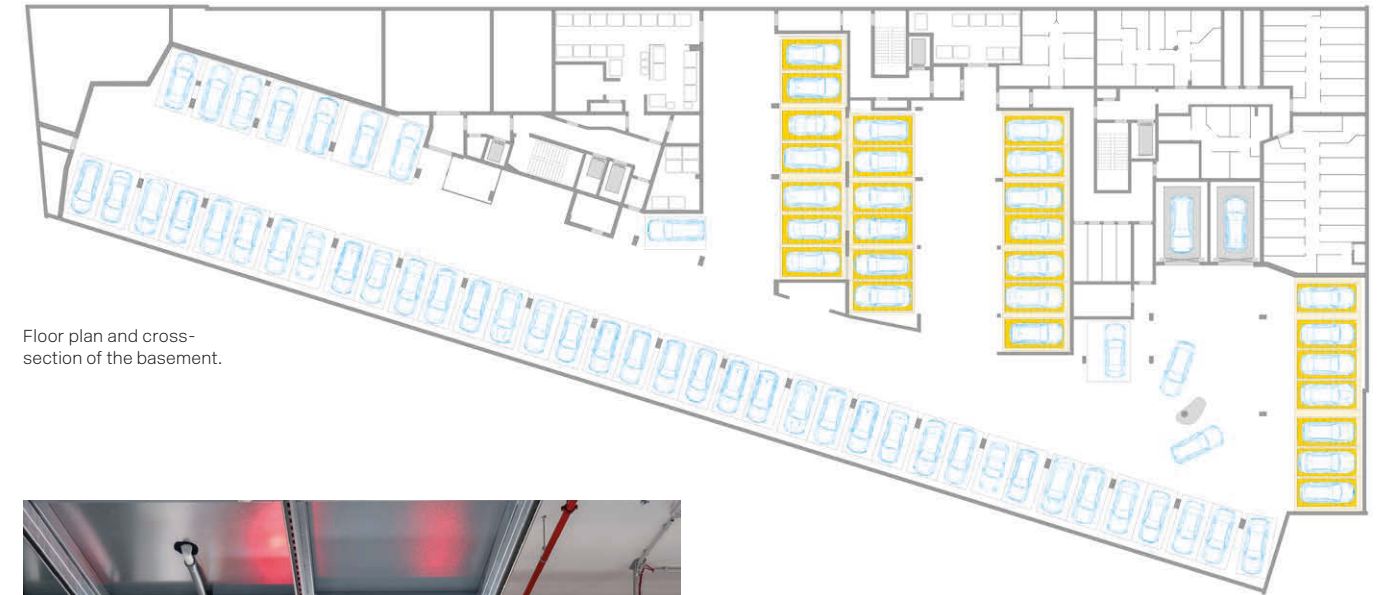 Floor plan and cross-
section of the basement.